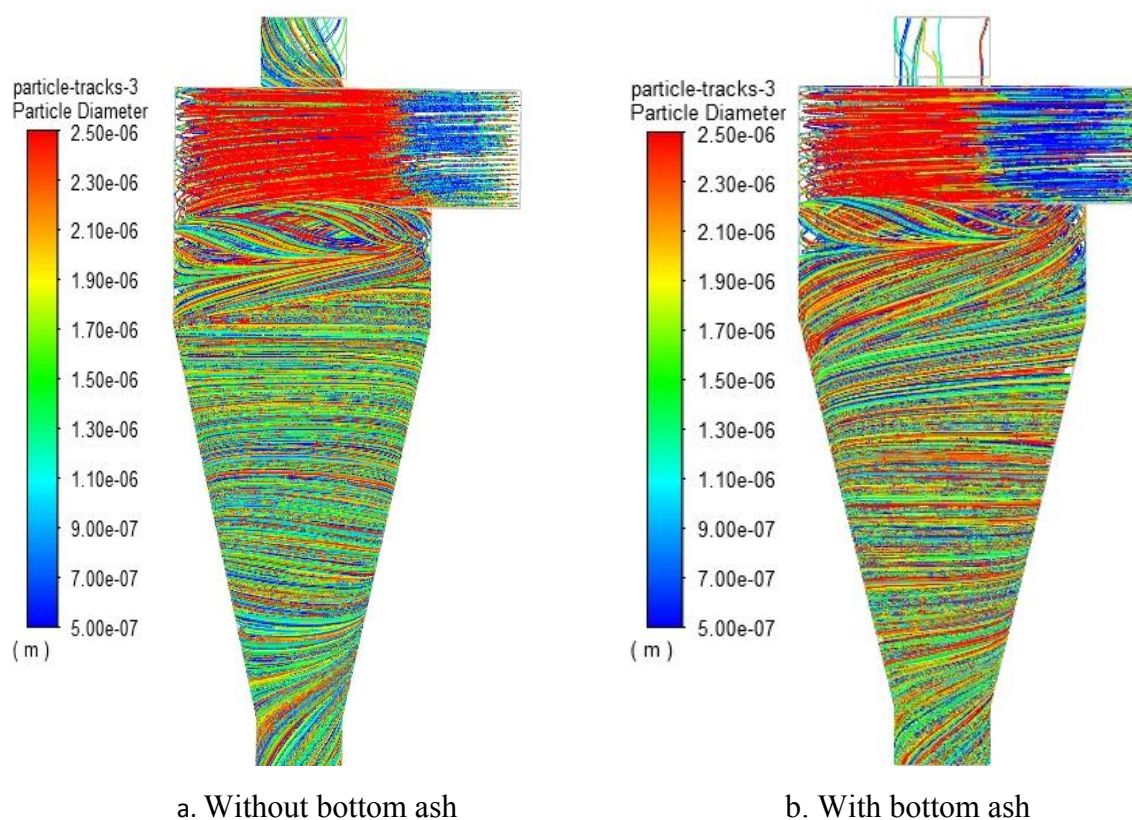 particle-tracks-3
Particle Diameter
2.50e-06
2.30e-06
2.10e-06
1.90e-06
1.70e-06
1.50e-06
1.30e-06
1.10e-06
9.00e-07
7.00e-07
5.00e-07
( m )
a. Without bottom ash
particle-tracks-3
Particle Diameter
2.50e-06
2.30e-06
2.10e-06
1.90e-06
1.70e-06
1.50e-06
1.30e-06
1.10e-06
9.00e-07
7.00e-07
5.00e-07
( m )
b. With bottom ash